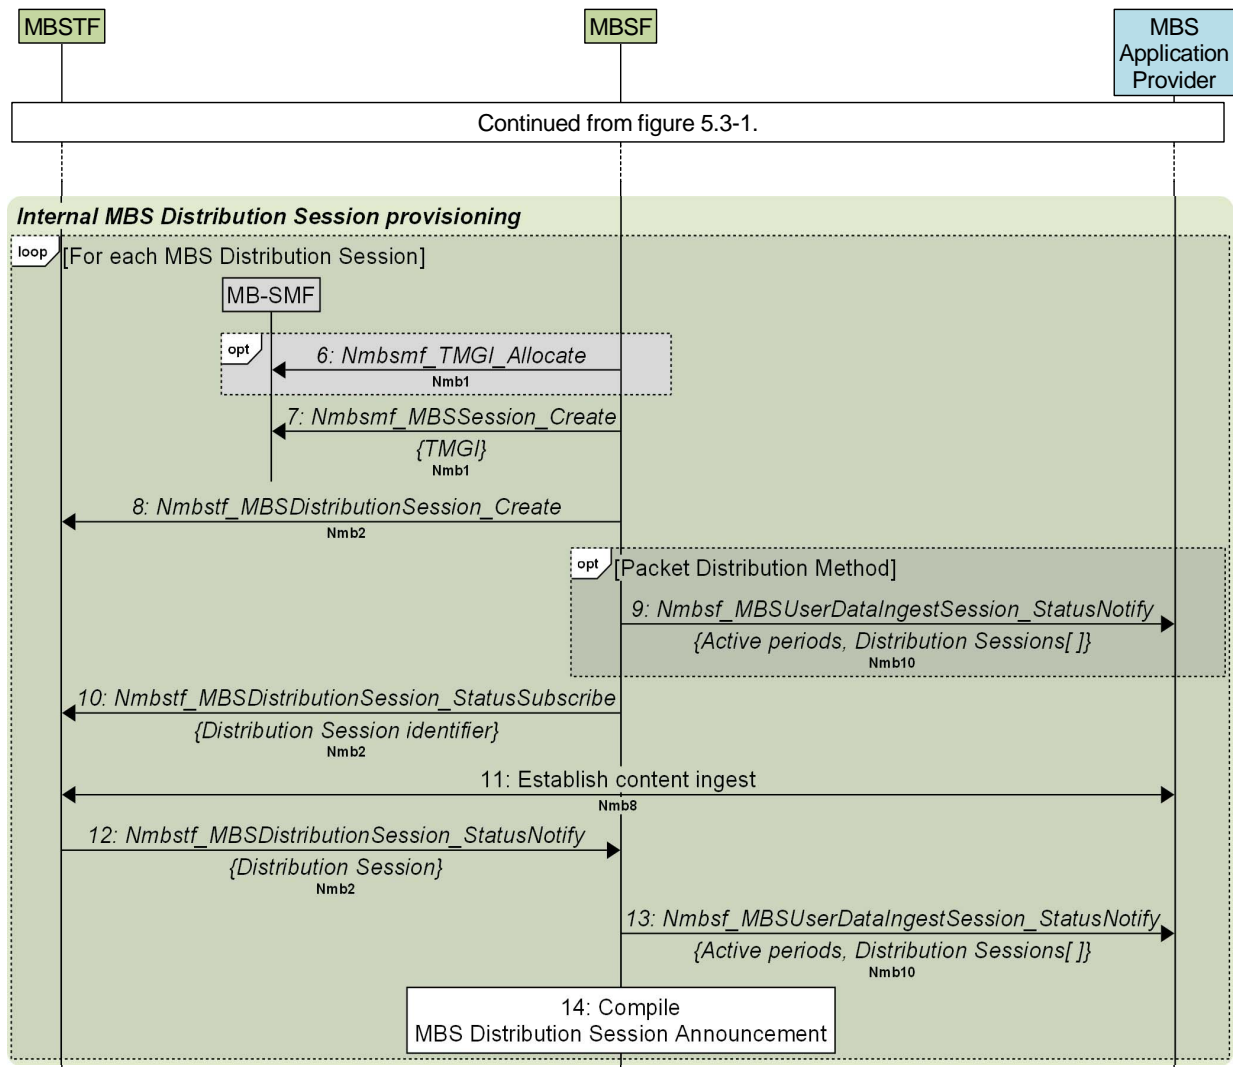 MBSTF
MBSF
MBS
Application
Provider
Continued from figure 5.3-1.
Internal MBS Distribution Session provisioning
loop
[For each MBS Distribution Session]
MB-SMF
opt
6: Nmbsmf_TMGI_Allocate
Nmb1
7: Nmbsmf_MBSSession_Create
{TMGI}
Nmb1
8: Nmbstf_MBSDistributionSession_Create
Nmb2
opt
[Packet Distribution Method]
9: Nmbsf_MBSUserDataIngestSession_StatusNotify
{Active periods, Distribution Sessions[ ]}
Nmb10
10: Nmbstf_MBSDistributionSession_StatusSubscribe
{Distribution Session identifier}
Nmb2
11: Establish content ingest
Nmb8
12: Nmbstf_MBSDistributionSession_StatusNotify
{Distribution Session}
Nmb2
13: Nmbsf_MBSUserDataIngestSession_StatusNotify
{Active periods, Distribution Sessions[ ]}
Nmb10
14: Compile
MBS Distribution Session Announcement